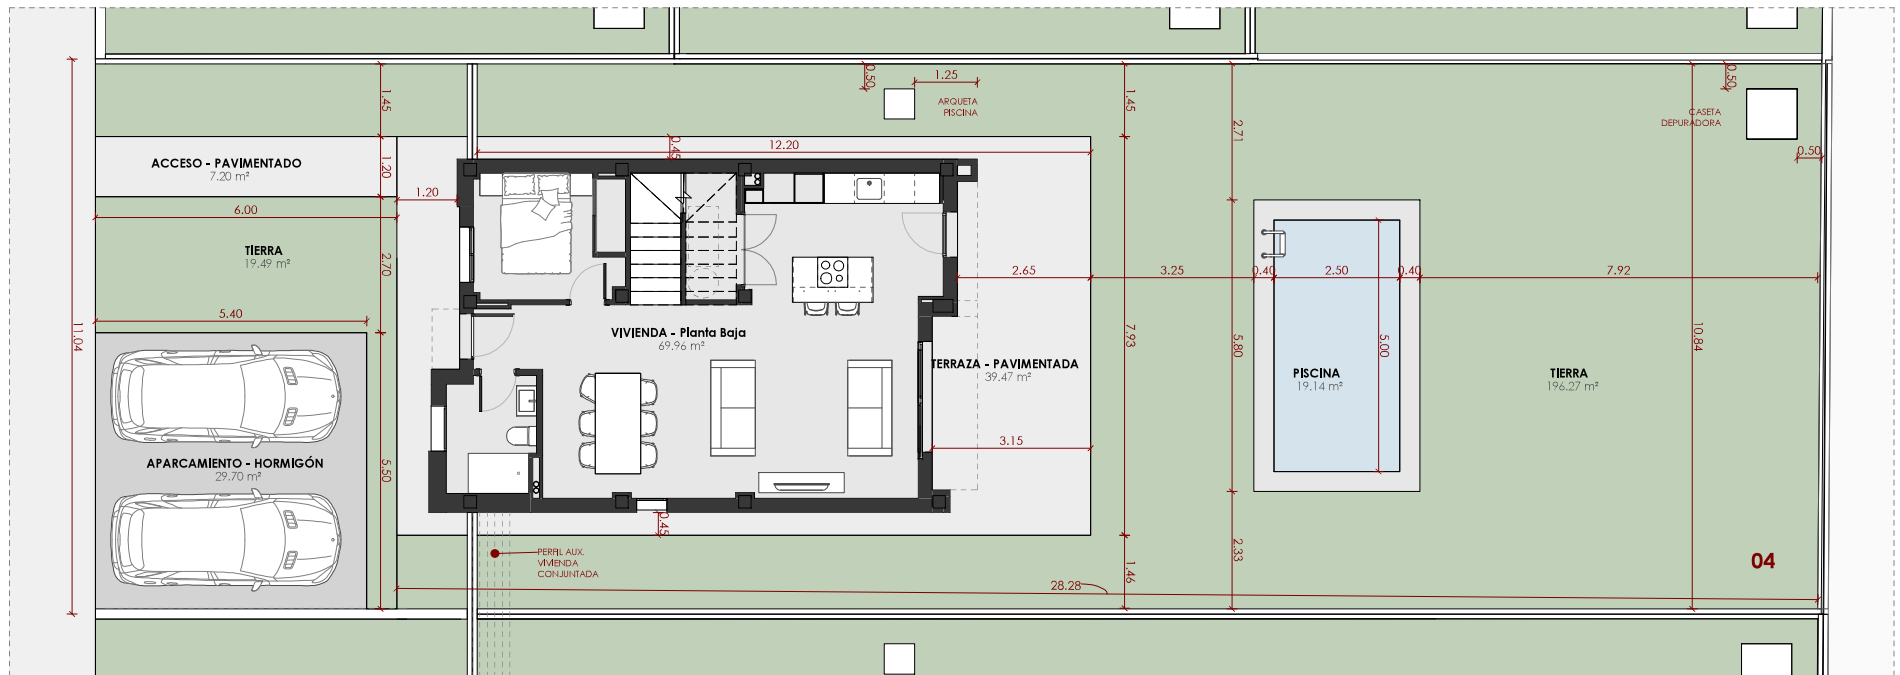 0.50
1.25
0.50
1.45
ARQUETA
PISCINA
1.45
CASETA
DEPURADORA
2.71
0.45
12.20
0.50
ACCESO - PAVIMENTADO
7.20 m²
1.20
1.20
6.00
TIERRA
19.49 m²
2.70
2.65
3.25
0.40
2.50
0.40
7.92
5.40
11.04
VIVIENDA - Planta Baja
69.96 m²
7.93
5.80
5.00
10.84
TERRAZA - PAVIMENTADA
39.47 m²
PISCINA
19.14 m²
TIERRA
196.27 m²
3.15
APARCAMIENTO - HORMIGÓN
29.70 m²
5.50
0.45
PERFIL AUX.
VIVIENDA
CONJUNTADA
2.33
1.46
04
28.28